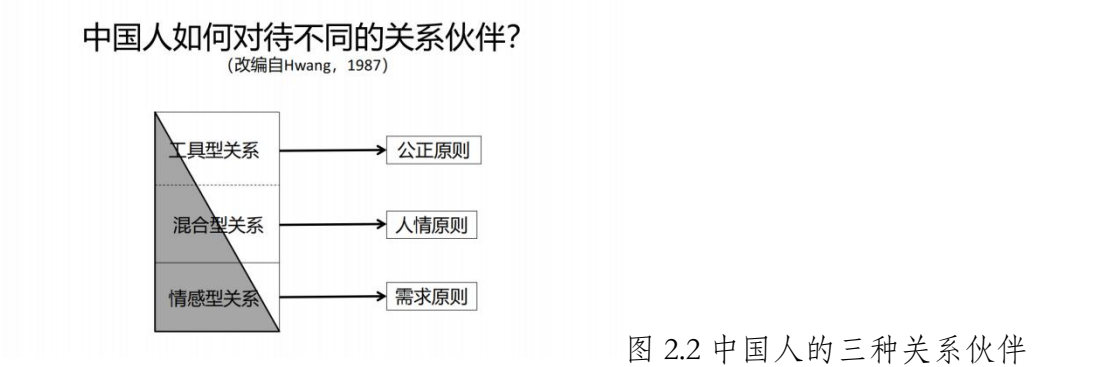 中国人如何对待不同的关系伙伴?
(改编自Hwang，1987)
工具型关系 公正原则
混合型关系 人情原则
情感型关系 需求原则
图 2.2 中国人的三种关系伙伴